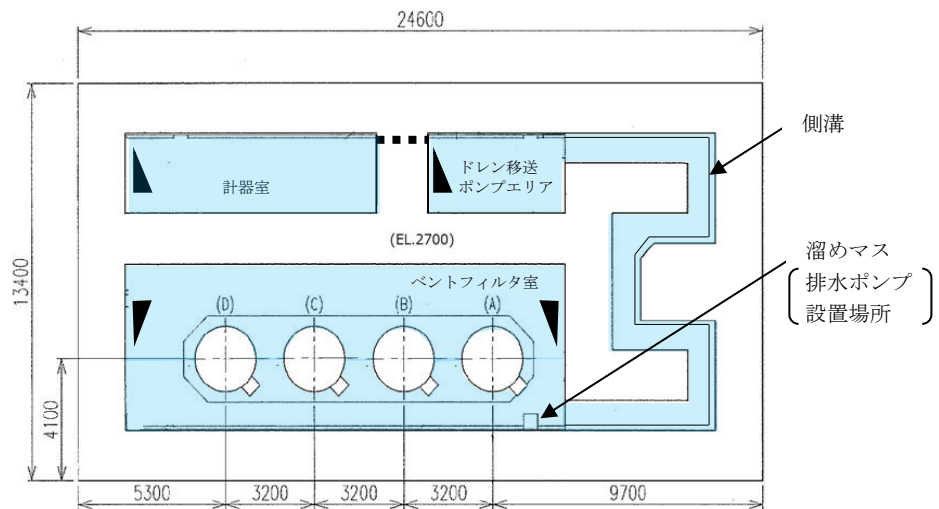 24600
側溝
ドレン移送
ポンプエリア
計器室
(EL.2700)
溜めマス
排水ポンプ
設置場所
13400
ベントフィルタ室
(D)
(C)
(B)
(A)
4100
5300
3200
3200
3200
9700